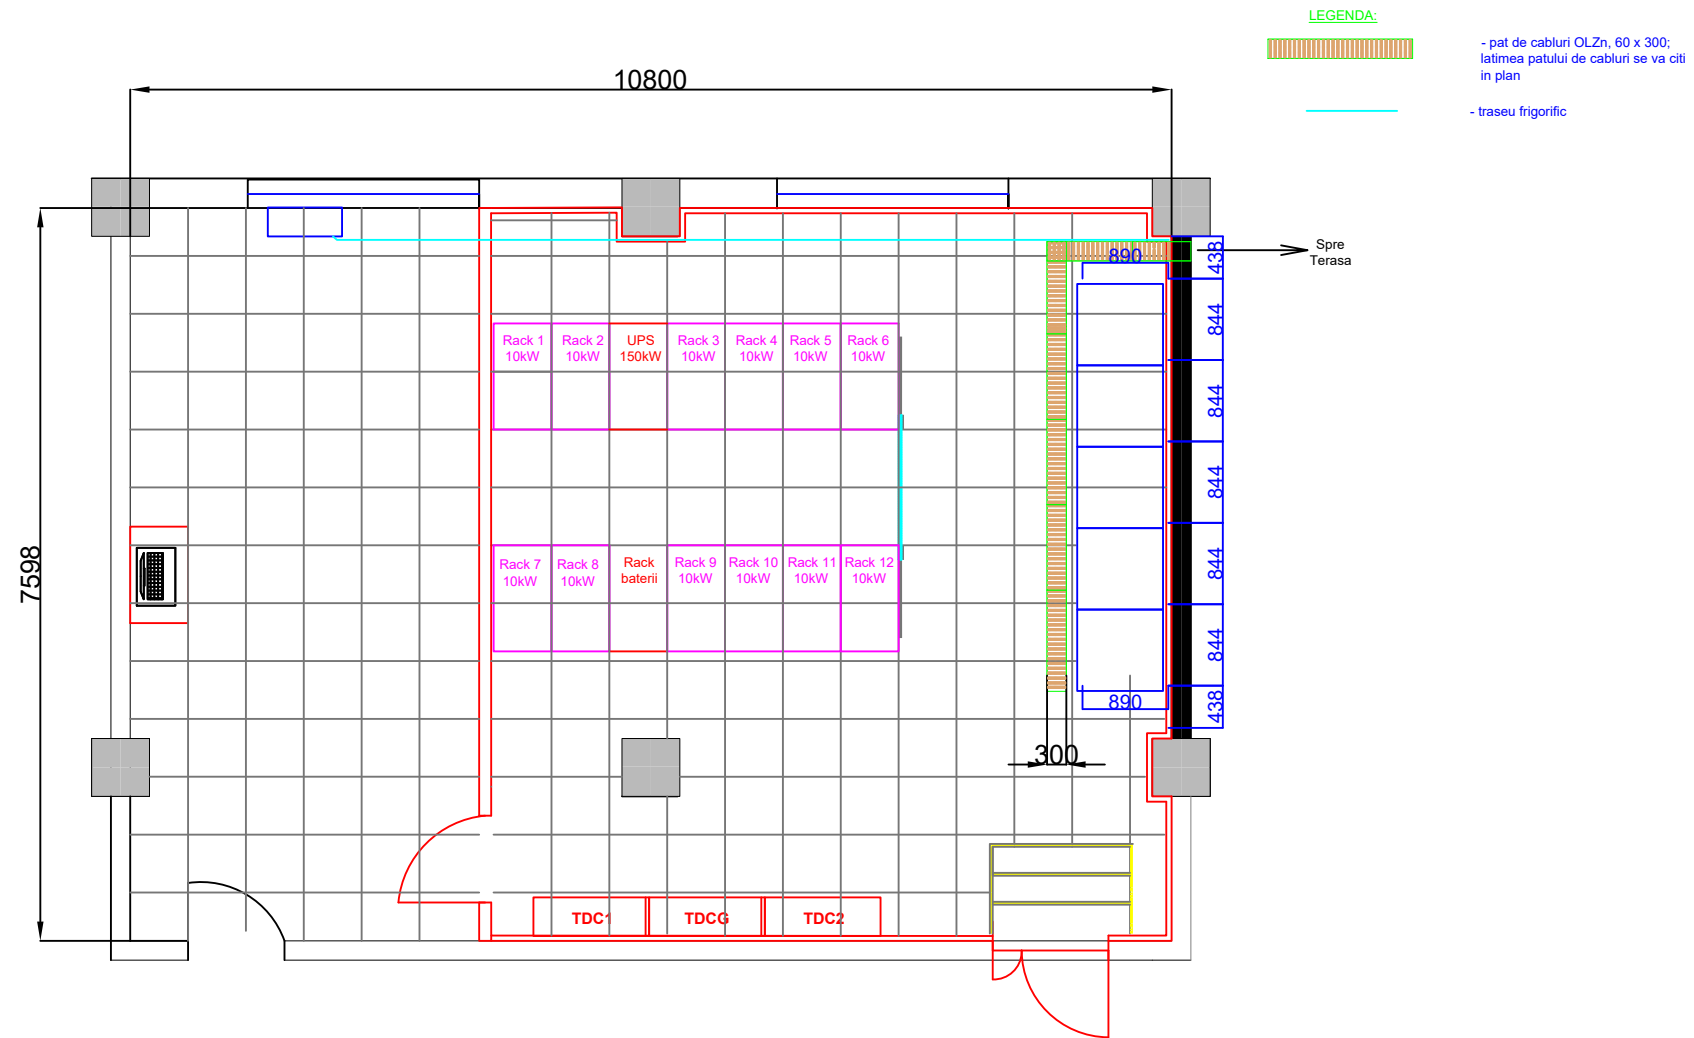 LEGENDA:
- pat de cabluri OLZn, 60 x 300;
latimea patului de cabluri se va citi
in plan
- traseu frigorific
10800
7598
Spre
Terasa
890
438
844
844
844
844
844
438
890
300
Rack 1
10kW
Rack 2
10kW
UPS
150kW
Rack 3
10kW
Rack 4
10kW
Rack 5
10kW
Rack 6
10kW
Rack 7
10kW
Rack 8
10kW
Rack
baterii
Rack 9
10kW
Rack 10
10kW
Rack 11
10kW
Rack 12
10kW
TDC1
TDCG
TDC2